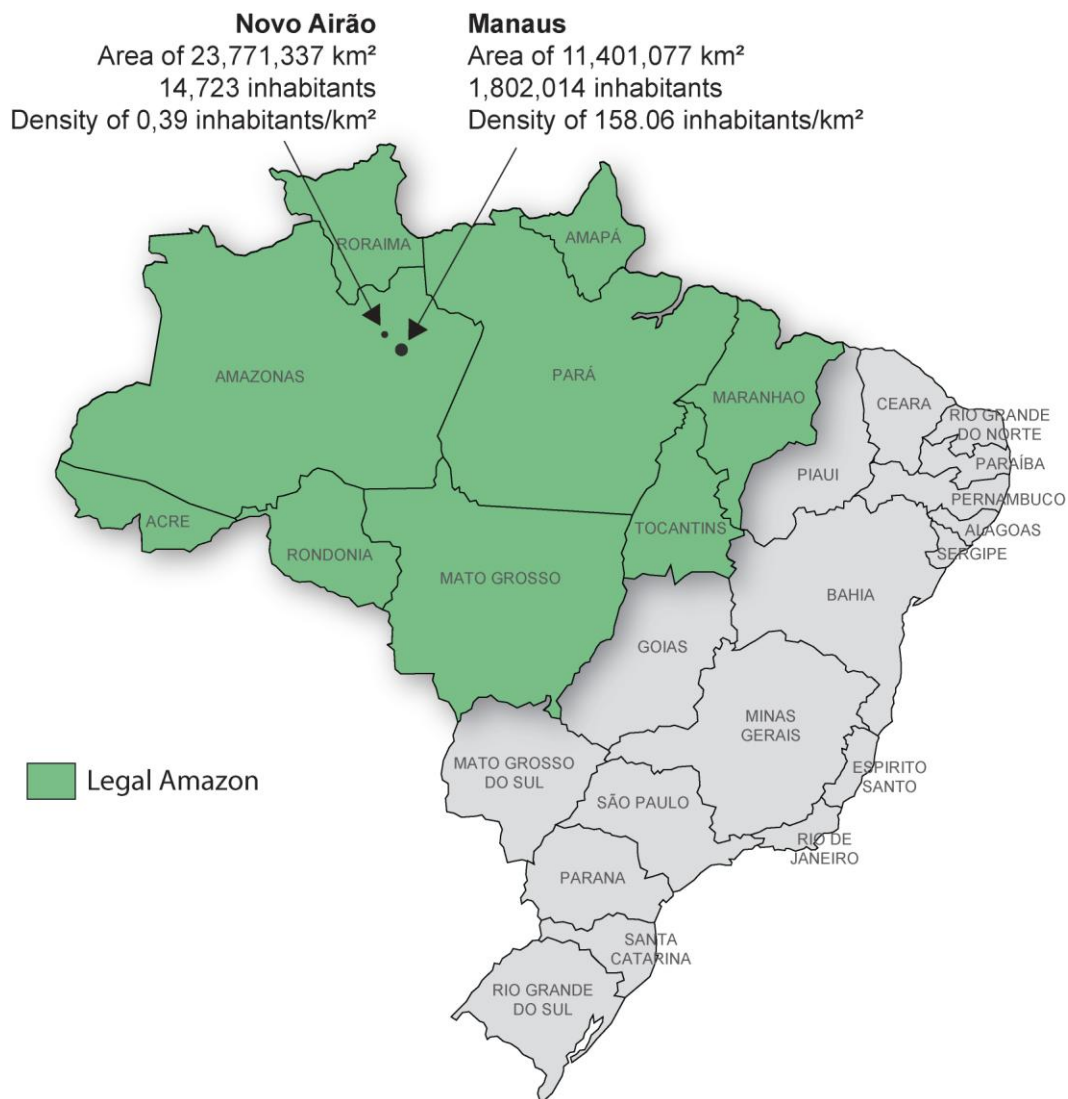 Novo Airão
Area of 23,771,337 km²
14,723 inhabitants
Density of 0,39 inhabitants/km²
Manaus
Area of 11,401,077 km²
1,802,014 inhabitants
Density of 158.06 inhabitants/km²
RORAIMA
AMAPÁ
AMAZONAS
PARÁ
MARANHAO
CEARA
RIO GRANDE
DO NORTE
PARAÍBA
PIAUI
PERNAMBUCO
ALAGOAS
SERGIPE
ACRE
RONDONIA
TOCANTINS
MATO GROSSO
BAHIA
GOIAS
MINAS
GERAIS
MATO GROSSO
DO SUL
ESPIRITO
SANTO
SÃO PAULO
RIO DE
JANEIRO
PARANA
SANTA
CATARINA
RIO GRANDE
DO SUL
Legal Amazon